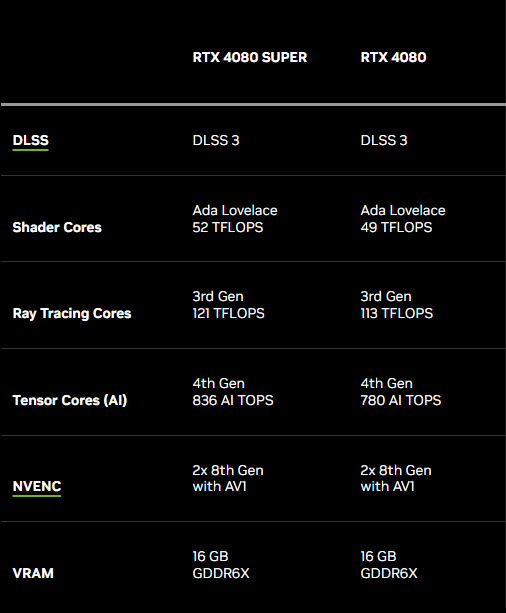 RTX 4080 SUPER RTX 4080
DLSS DLSS 3 DLSS 3
Ada Lovelace Ada Lovelace
Shader Cores 52 TFLOPS 49 TFLOPS
3rd Gen 3rd Gen
Ray Tracing Cores 121 TFLOPS 113 TFLOPS
4th Gen 4th Gen
Tensor Cores (AI) 836 AI TOPS 780 AI TOPS
2x 8th Gen 2x 8th Gen
NVENC with AV1 with AV1
16 GB 16 GB
VRAM GDDR6X GDDR6X